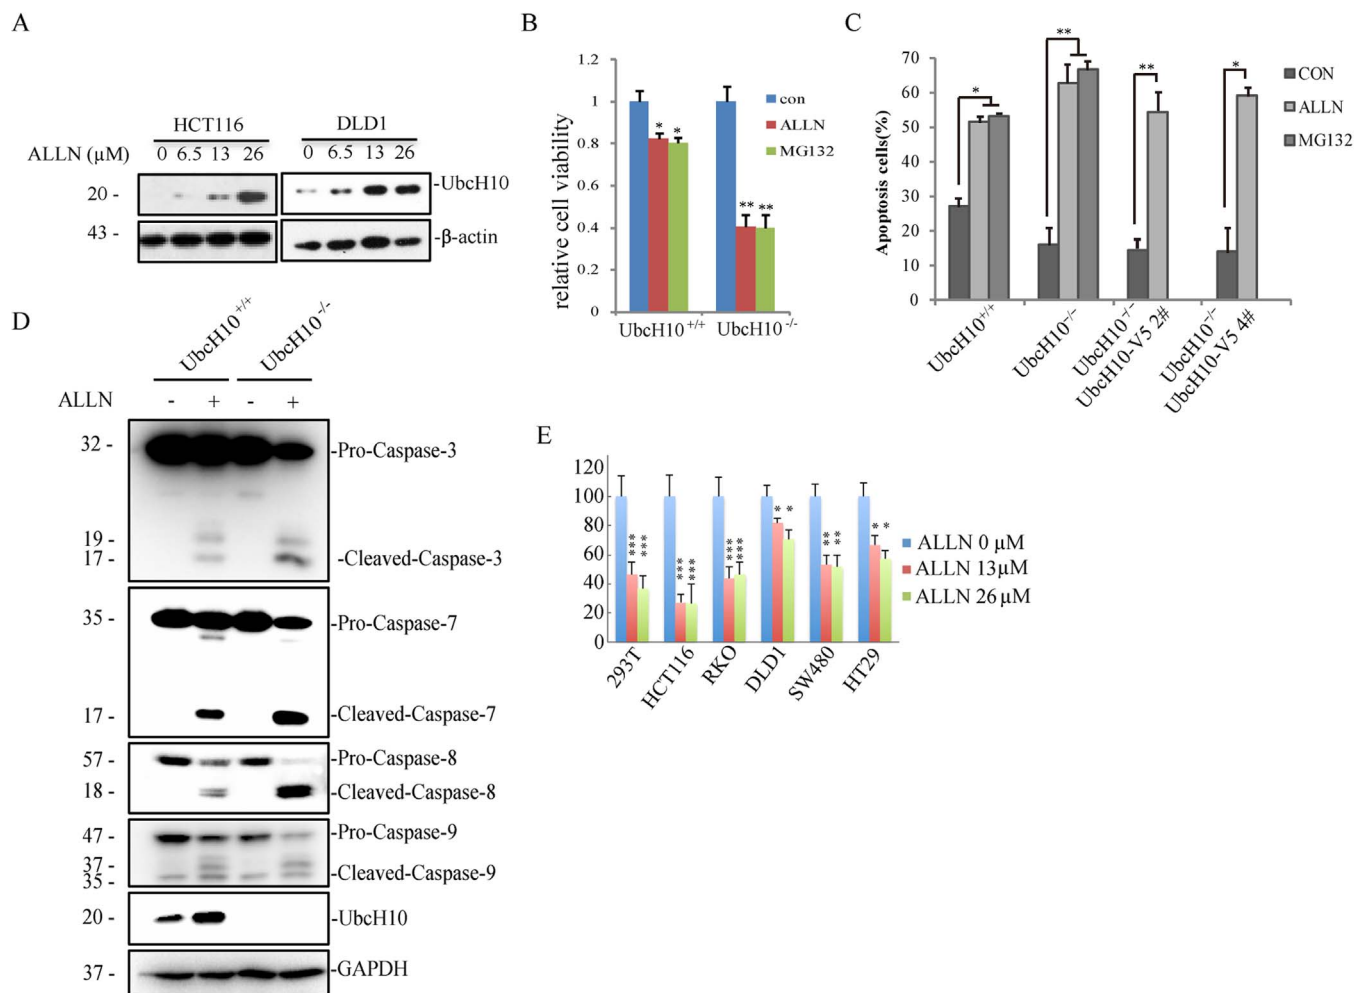 A
HCT116 DLD1
ALLN (µM) 0 6.5 13 26 0 6.5 13 26
20 - -UbcH10
43 - -β-actin
B
relative cell viability
1.2
1
0.8
0.6
0.4
0.2
0
* *
** **
con
ALLN
MG132
UbcH10+/+ UbcH10-/-
C
Apoptosis cells(%)
70
60
50
40
30
20
10
0
* ** ** *
CON
ALLN
MG132
UbcH10+/+
UbcH10-/-
UbcH10-/-
UbcH10-V5 2#
UbcH10-/-
UbcH10-V5 4#
D
UbcH10+/+ UbcH10-/-
ALLN - + - +
32 - -Pro-Caspase-3
19 -
17 - -Cleaved-Caspase-3
35 - -Pro-Caspase-7
17 - -Cleaved-Caspase-7
57 - -Pro-Caspase-8
18 - -Cleaved-Caspase-8
47 - -Pro-Caspase-9
37 -
35 - -Cleaved-Caspase-9
20 - -UbcH10
37 - -GAPDH
E
120
100
80
60
40
20
0
*** *** *** *** *** *** * * ** ** * *
ALLN 0 µM
ALLN 13µM
ALLN 26 µM
293T HCT116 RKO DLD1 SW480 HT29